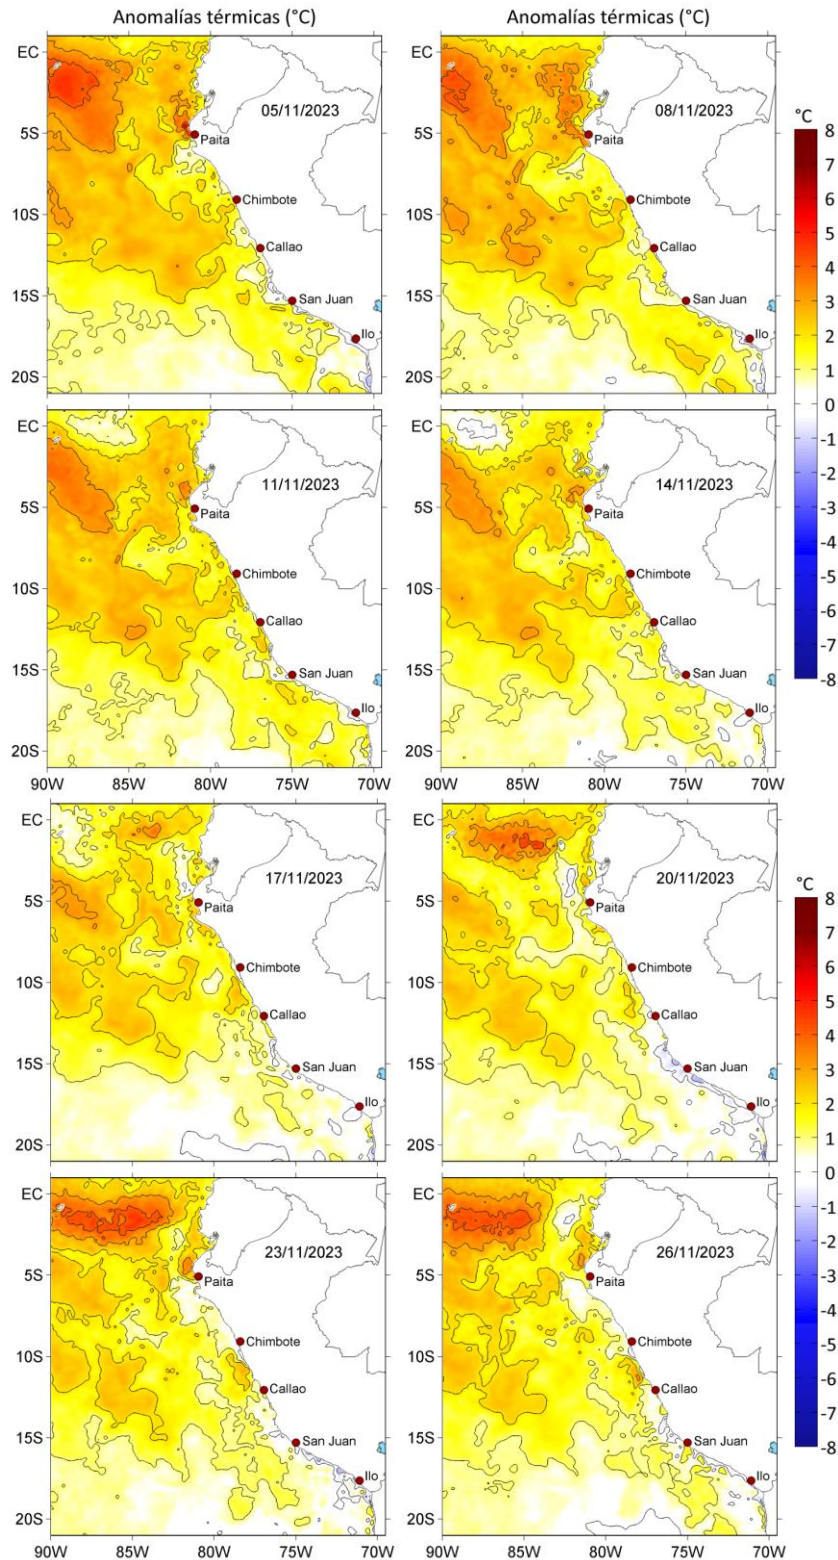 Anomalías térmicas (°C) Anomalías térmicas (°C)
EC
05/11/2023
5S
Paita
Chimbote
10S
Callao
15S
San Juan
Ilo
20S
EC
08/11/2023
5S
Paita
Chimbote
10S
Callao
15S
San Juan
Ilo
20S
°C
8
7
6
5
4
3
2
1
0
-1
-2
-3
-4
-5
-6
-7
-8
EC
11/11/2023
5S
Paita
Chimbote
10S
Callao
15S
San Juan
Ilo
20S
90W 85W 80W 75W 70W
EC
14/11/2023
5S
Paita
Chimbote
10S
Callao
15S
San Juan
Ilo
20S
90W 85W 80W 75W 70W
EC
17/11/2023
5S
Paita
Chimbote
10S
Callao
15S
San Juan
Ilo
20S
EC
20/11/2023
5S
Paita
Chimbote
10S
Callao
15S
San Juan
Ilo
20S
°C
8
7
6
5
4
3
2
1
0
-1
-2
-3
-4
-5
-6
-7
-8
EC
23/11/2023
5S
Paita
Chimbote
10S
Callao
15S
San Juan
Ilo
20S
90W 85W 80W 75W 70W
EC
26/11/2023
5S
Paita
Chimbote
10S
Callao
15S
San Juan
Ilo
20S
90W 85W 80W 75W 70W